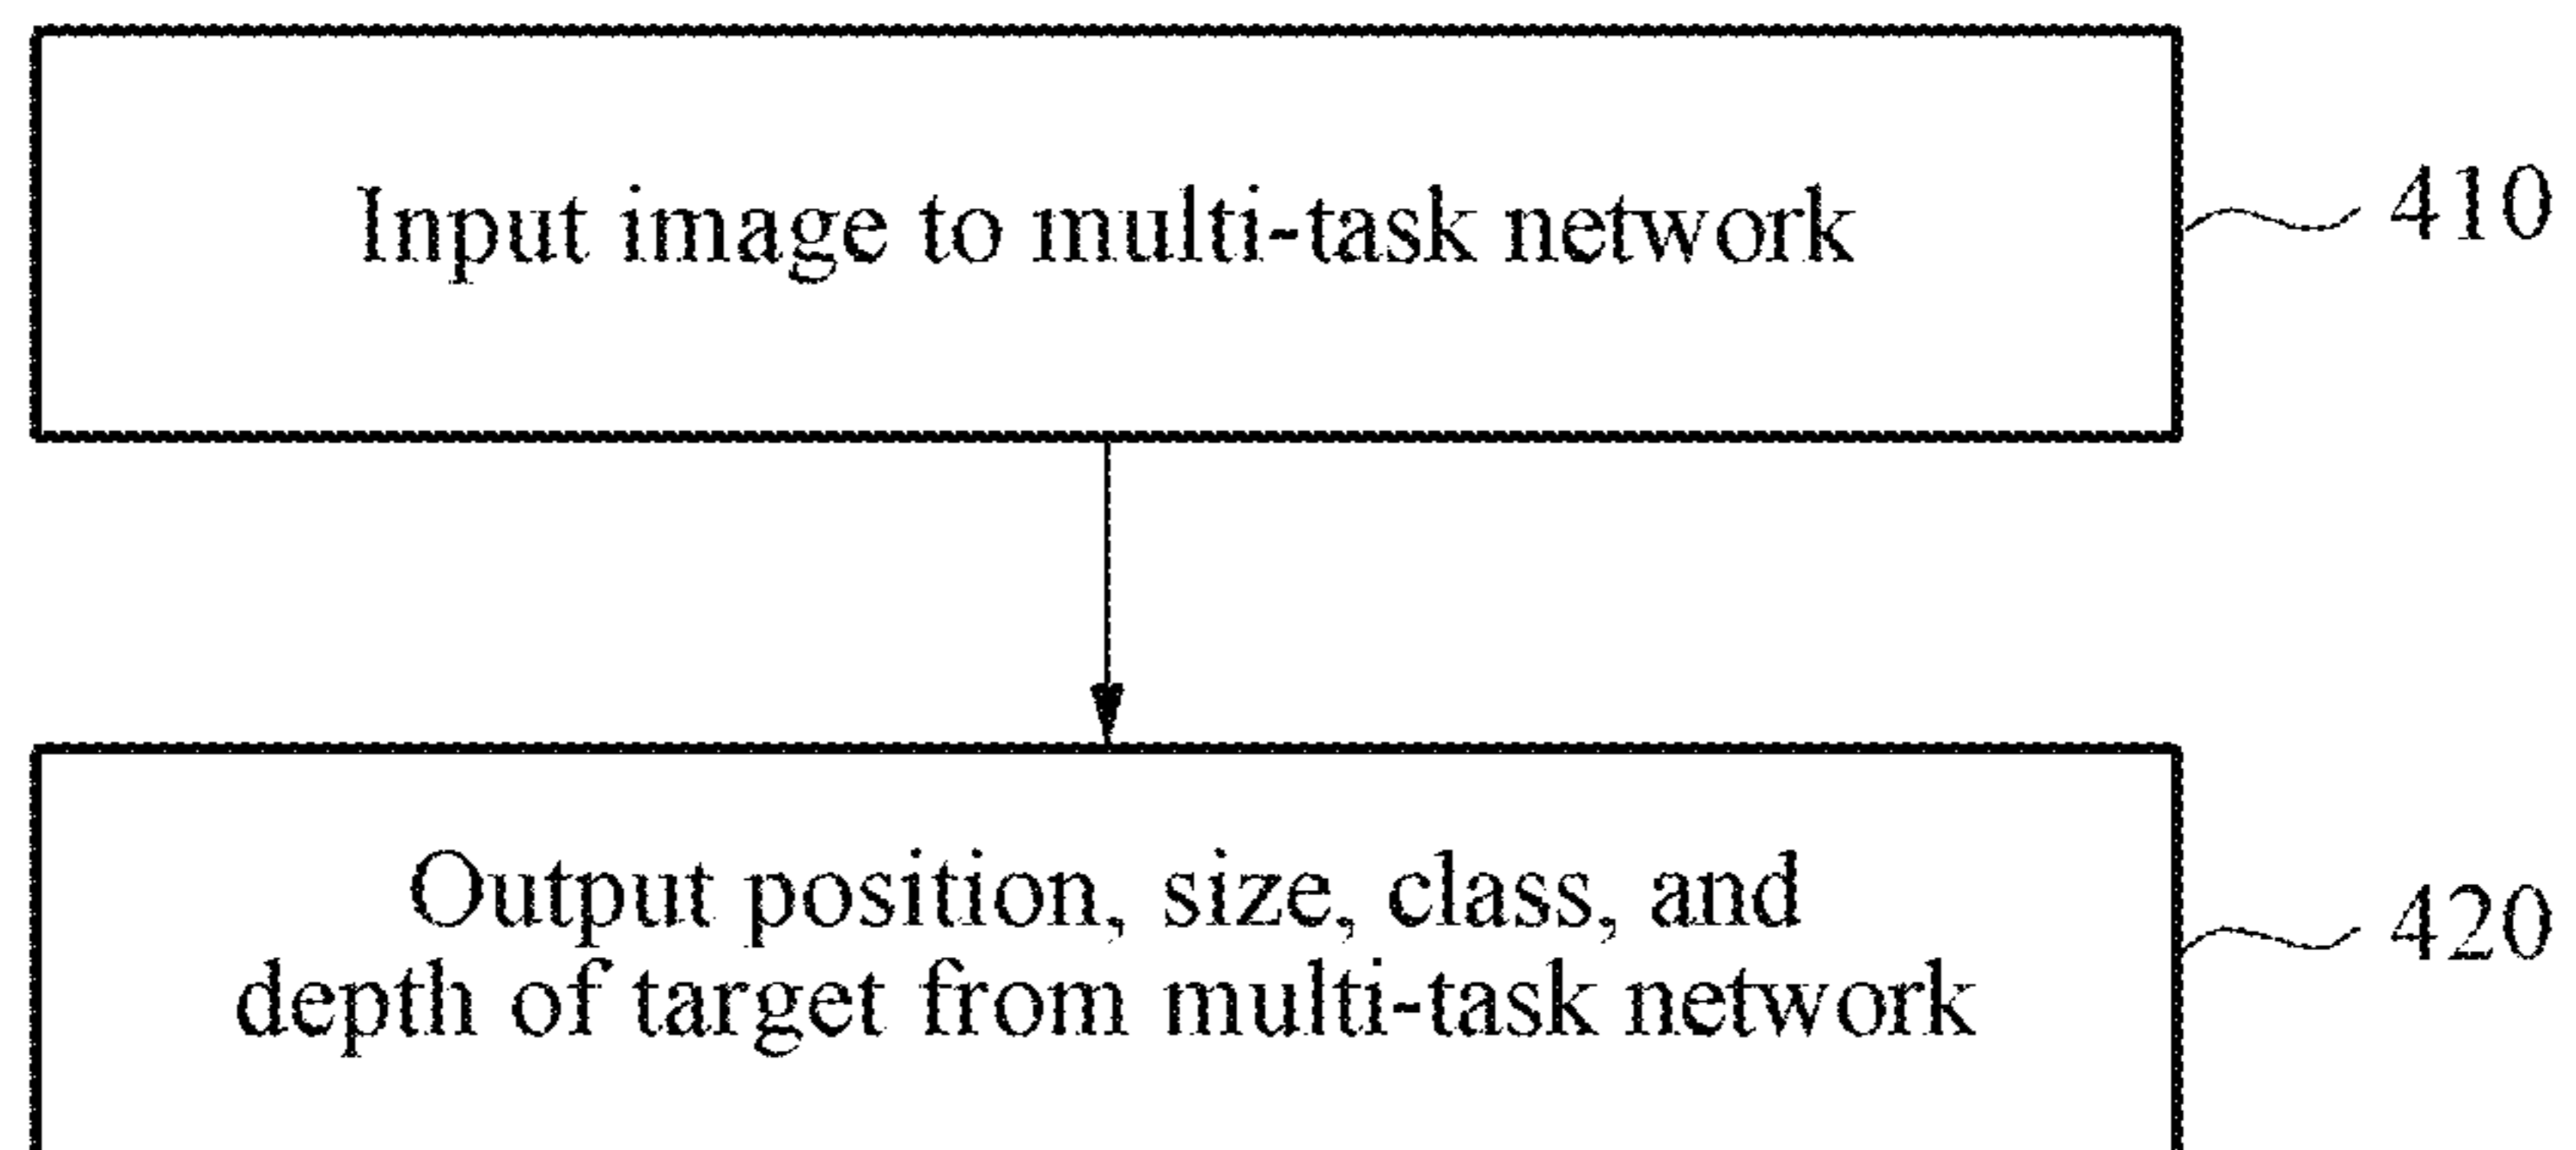 Input image to multi-task network
410
Output position, size, class, and
depth of target from multi-task network
420